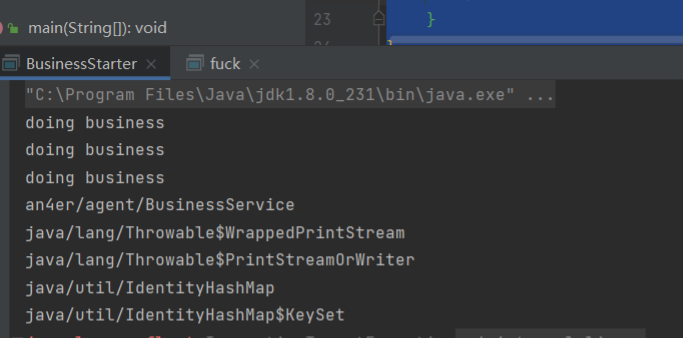 main(String[]): void
23
}
BusinessStarter
fuck
"C:\Program Files\Java\jdk1.8.0_231\bin\java.exe" ...
doing business
doing business
doing business
an4er/agent/BusinessService
java/lang/Throwable$WrappedPrintStream
java/lang/Throwable$PrintStreamOrWriter
java/util/IdentityHashMap
java/util/IdentityHashMap$KeySet